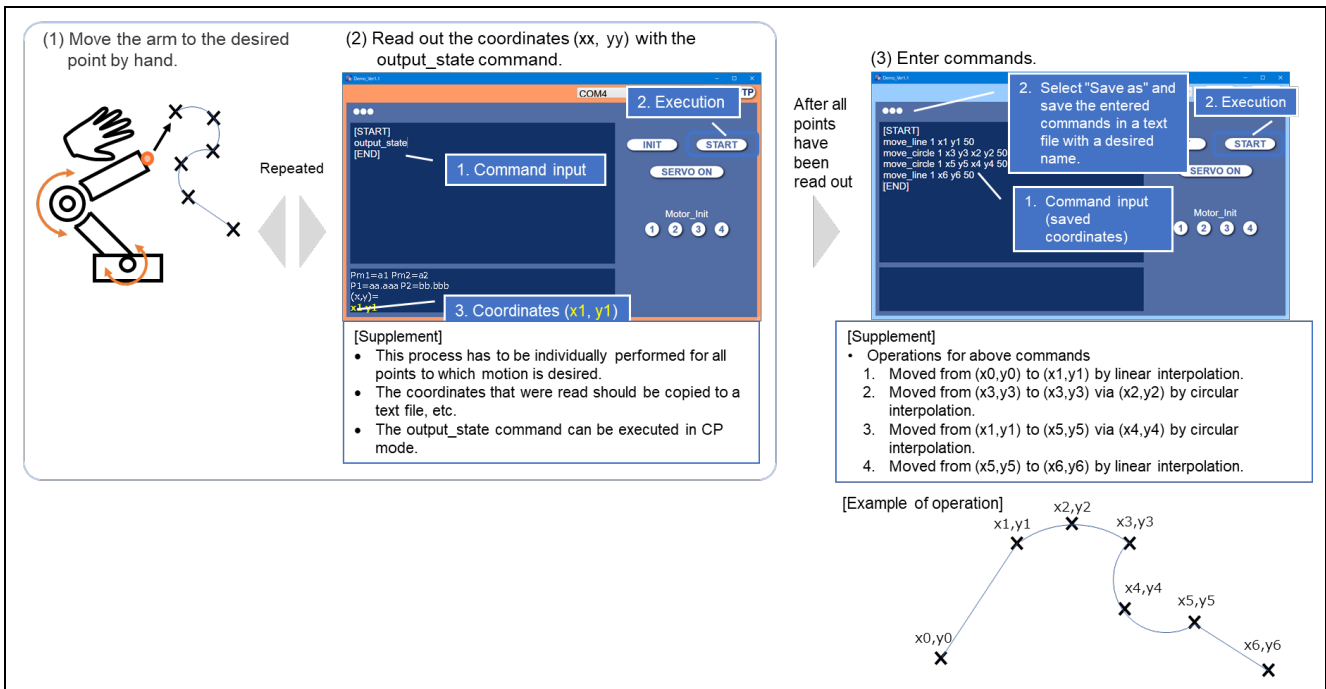 (1) Move the arm to the desired
point by hand.
Repeated
(2) Read out the coordinates (xx, yy) with the
output_state command.
Demo_Ver1.1
COM4
TP
2. Execution
[START]
output_state
[END]
1. Command input
INIT
START
SERVO ON
Motor_Init
1 2 3 4
Pm1=a1 Pm2=a2
P1=aa.aaa P2=bb.bbb
(x,y)=
x1,y1
3. Coordinates (x1, y1)
[Supplement]
• This process has to be individually performed for all
points to which motion is desired.
• The coordinates that were read should be copied to a
text file, etc.
• The output_state command can be executed in CP
mode.
After all
points
have
been
read out
(3) Enter commands.
Demo_Ver1.1
2. Select "Save as" and
save the entered
commands in a text
file with a desired
name.
2. Execution
[START]
move_line 1 x1 y1 50
move_circle 1 x3 y3 x2 y2 50
move_circle 1 x5 y5 x4 y4 50
move_line 1 x6 y6 50
[END]
1. Command input
(saved
coordinates)
START
SERVO ON
Motor_Init
1 2 3 4
[Supplement]
• Operations for above commands
1. Moved from (x0,y0) to (x1,y1) by linear interpolation.
2. Moved from (x3,y3) to (x3,y3) via (x2,y2) by circular
interpolation.
3. Moved from (x1,y1) to (x5,y5) via (x4,y4) by circular
interpolation.
4. Moved from (x5,y5) to (x6,y6) by linear interpolation.
[Example of operation]
x2,y2
x1,y1
x3,y3
x4,y4
x5,y5
x0,y0
x6,y6